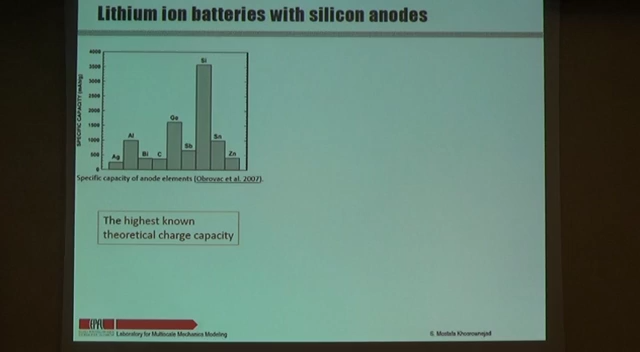 Lithium ion batteries with silicon anodes
SPECIFIC CAPACITY (mAh/g)
4000
3500
3000
2500
2000
1500
1000
500
0
Ag
Al
Bi
C
Ge
Sb
Si
Sn
Zn
Specific capacity of anode elements (Obrovac et al. 2007).
The highest known
theoretical charge capacity
EPFL
Laboratory for Multiscale Mechanics Modeling